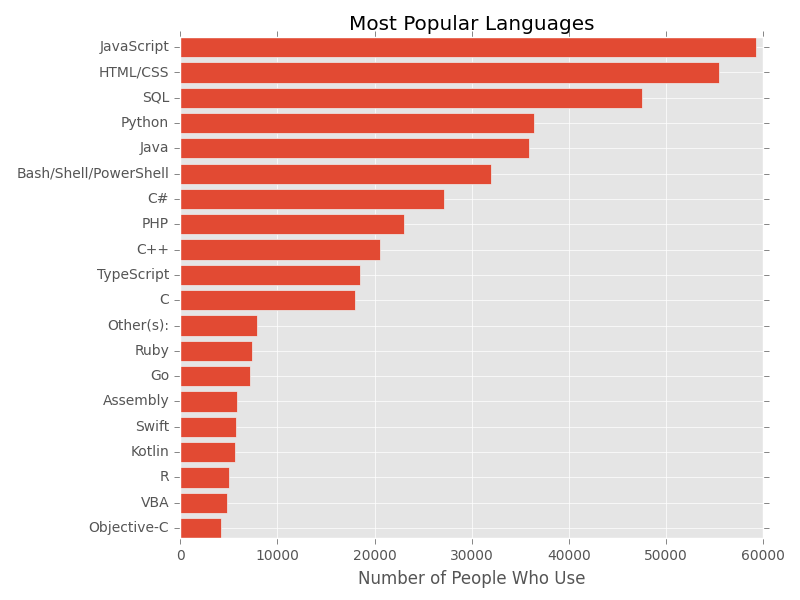 Most Popular Languages
JavaScript
HTML/CSS
SQL
Python
Java
Bash/Shell/PowerShell
C#
PHP
C++
TypeScript
C
Other(s):
Ruby
Go
Assembly
Swift
Kotlin
R
VBA
Objective-C
0 10000 20000 30000 40000 50000 60000
Number of People Who Use